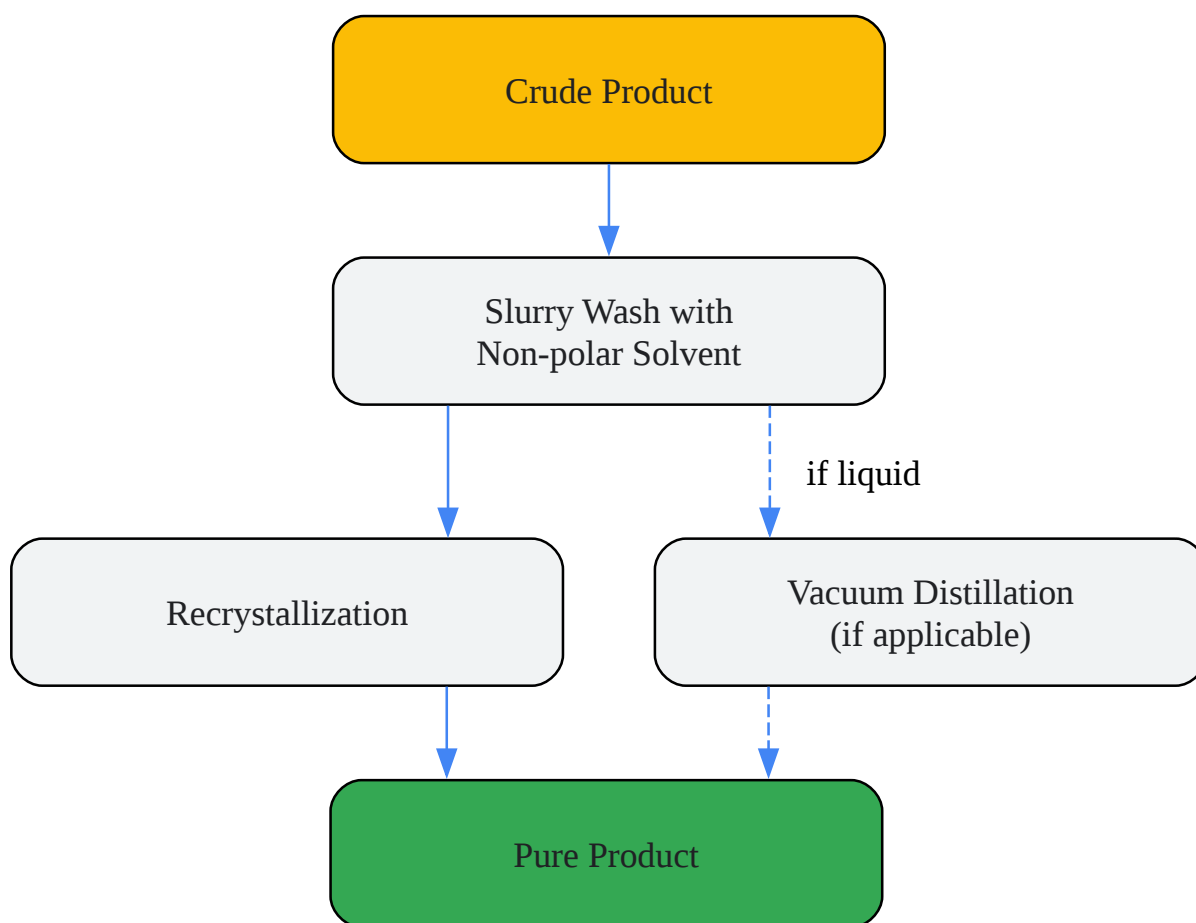 Crude Product
Slurry Wash with
Non-polar Solvent
if liquid
Recrystallization
Vacuum Distillation
(if applicable)
Pure Product